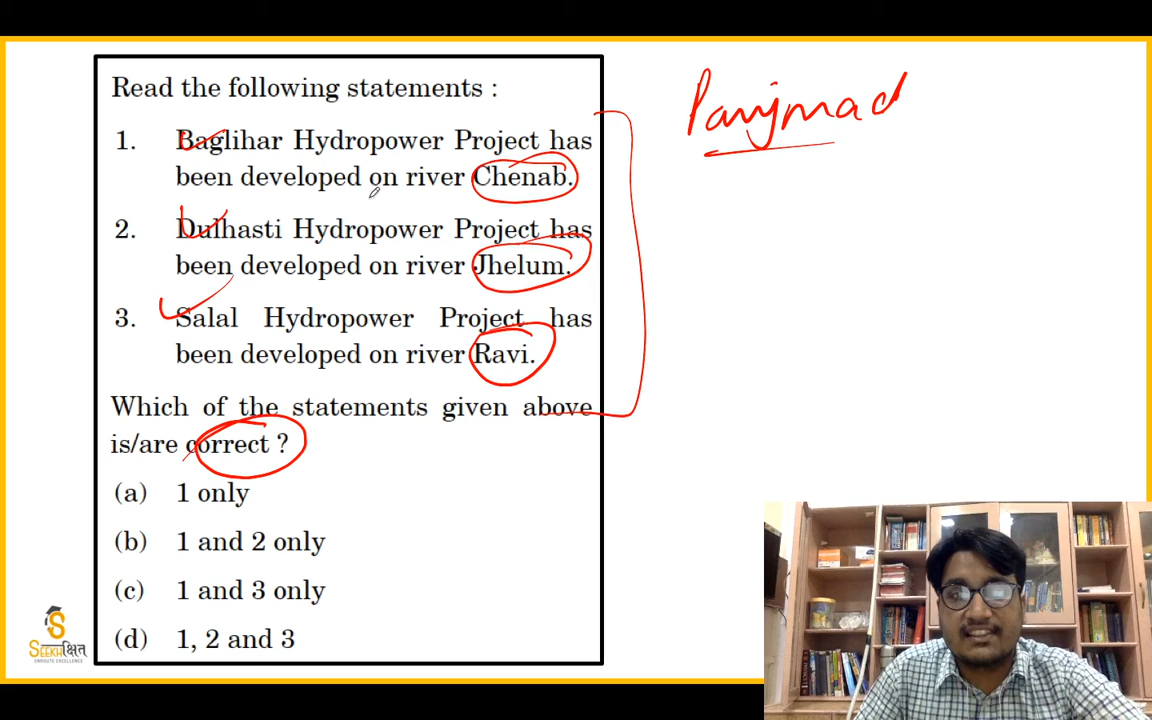 Read the following statements :
1. Baglihar Hydropower Project has
been developed on river Chenab.
2. Dulhasti Hydropower Project has
been developed on river Jhelum.
3. Salal Hydropower Project has
been developed on river Ravi.
Which of the statements given above
is/are correct ?
(a) 1 only
(b) 1 and 2 only
(c) 1 and 3 only
(d) 1, 2 and 3
Panjnad
SEEKHक्षित
ENROUTE EXCELLENCE